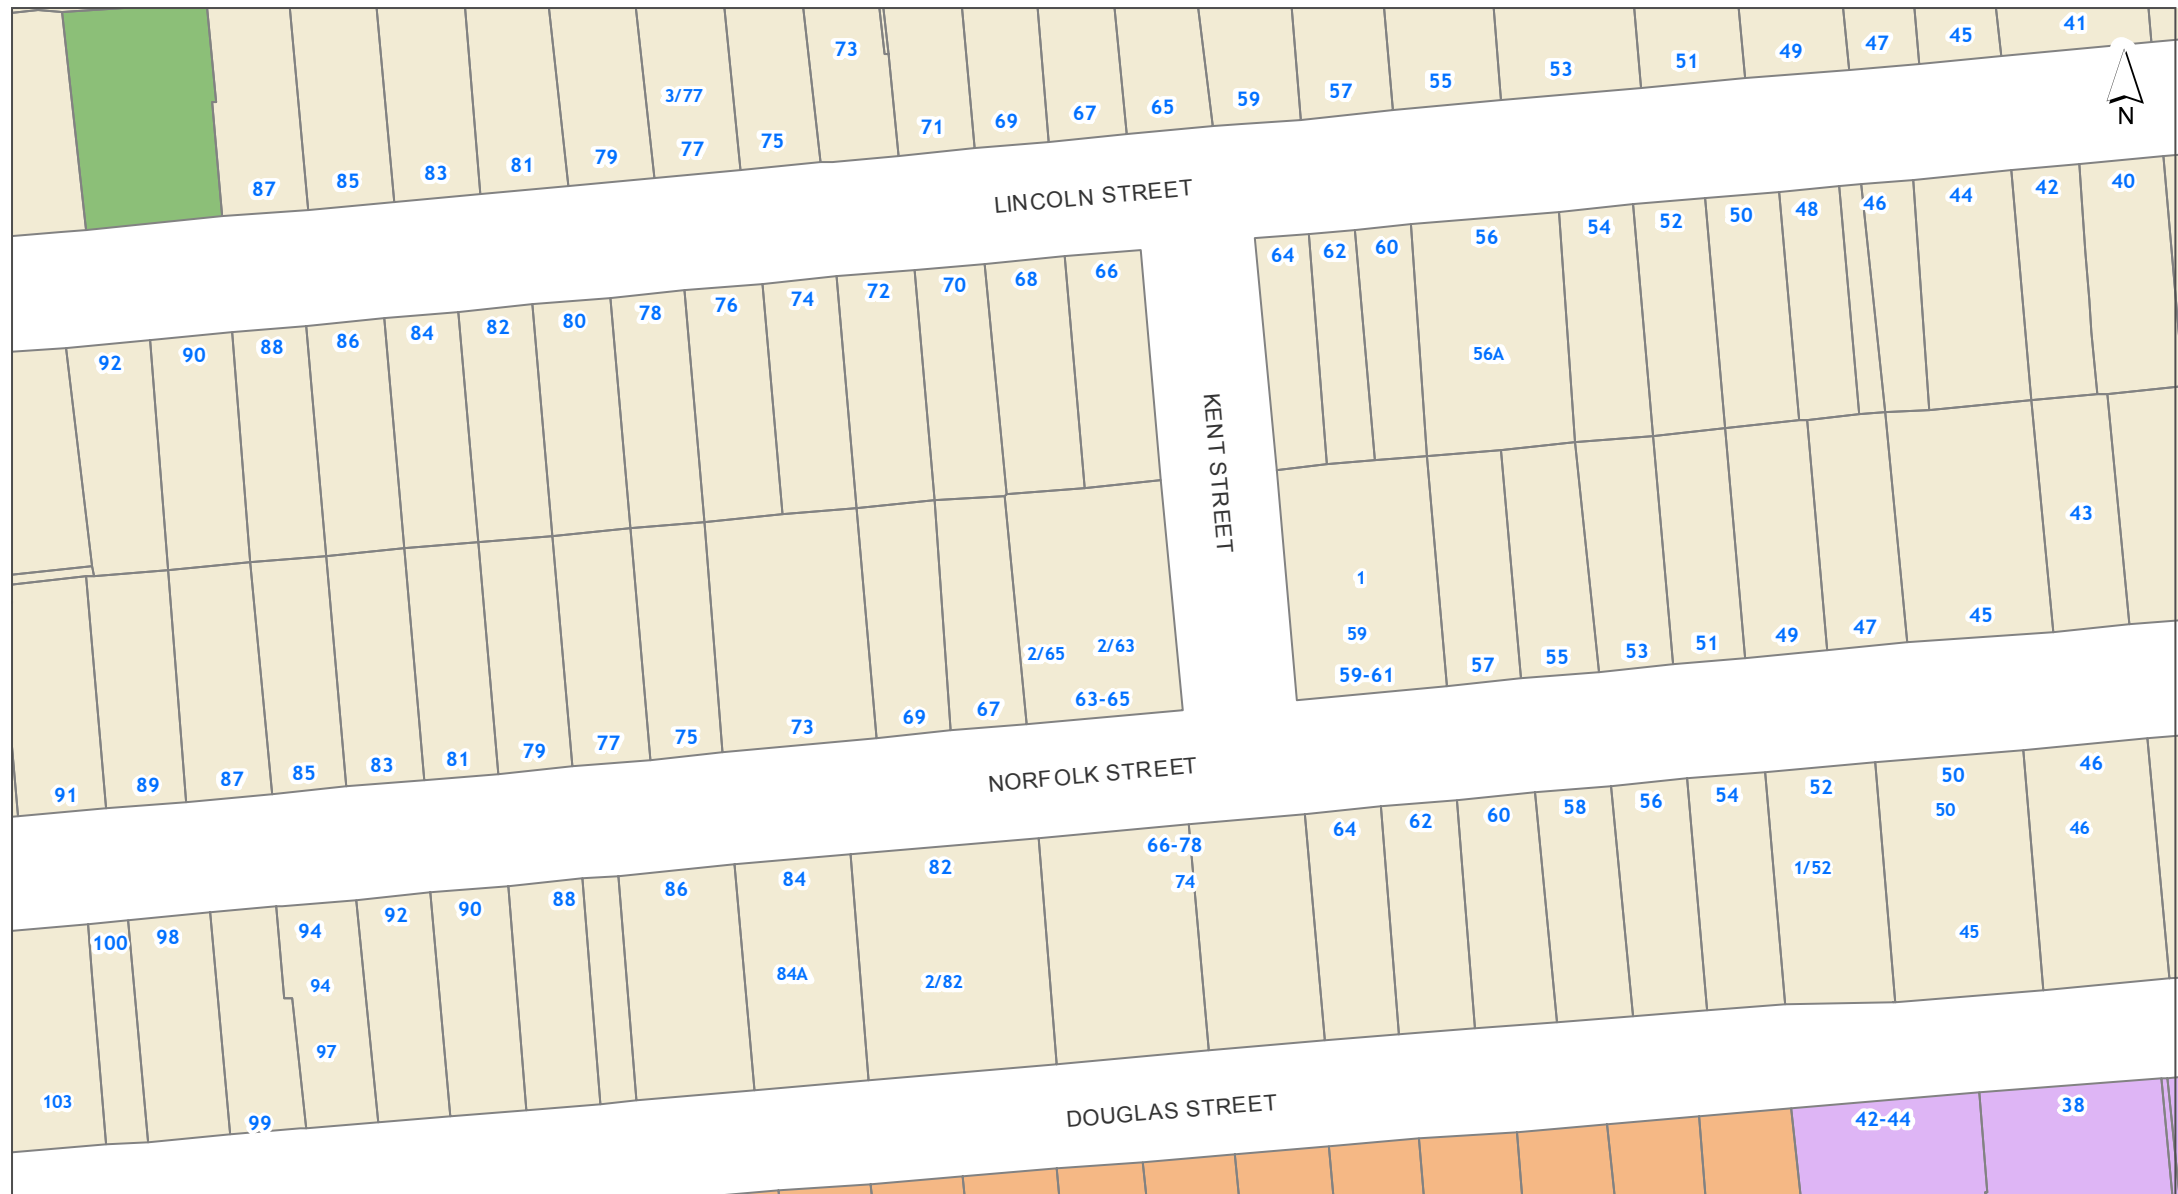 73 57 55 53 51 49 47 45 41
3/77
87 85 83 81 79 77 75 71 69 67 65 59
N
LINCOLN STREET
64 62 60 56 54 52 50 48 46 44 42 40
92 90 88 86 84 82 80 78 76 74 72 70 68 66
56A
KENT STREET
43
1
59
2/65 2/63
59-61 57 55 53 51 49 47 45
91 89 87 85 83 81 79 77 75 73 69 67 63-65
NORFOLK STREET
66-78 64 62 60 58 56 54 52 50 46
74 1/52 50 46
100 98 94 92 90 88 86 84 82
94 84A 2/82 45
97
103 99
DOUGLAS STREET
42-44 38